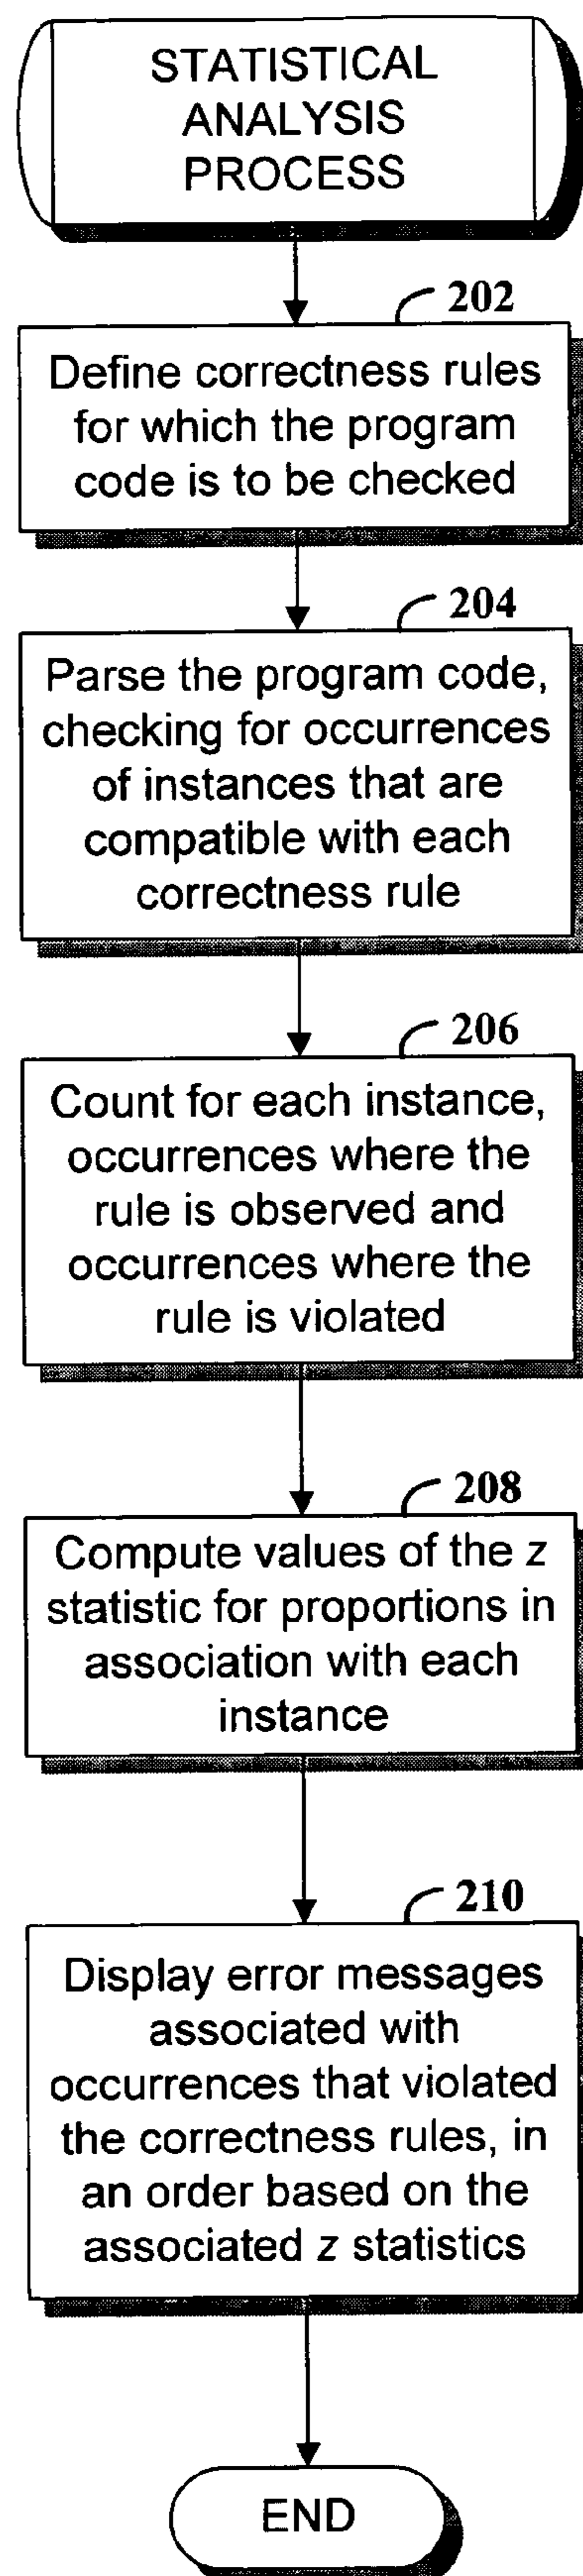 STATISTICAL
ANALYSIS
PROCESS
202
Define correctness rules
for which the program
code is to be checked
204
Parse the program code,
checking for occurrences
of instances that are
compatible with each
correctness rule
206
Count for each instance,
occurrences where the
rule is observed and
occurrences where the
rule is violated
208
Compute values of the z
statistic for proportions in
association with each
instance
210
Display error messages
associated with
occurrences that violated
the correctness rules, in
an order based on the
associated z statistics
END